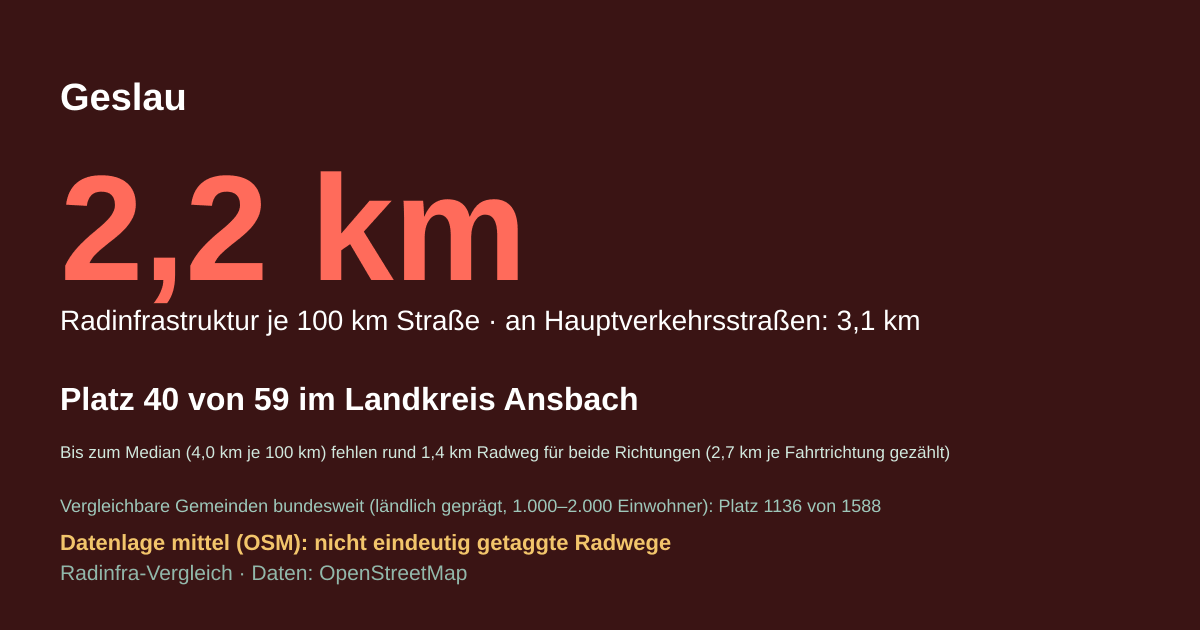 Geslau
2,2 km
Radinfrastruktur je 100 km Straße · an Hauptverkehrsstraßen: 3,1 km
Platz 40 von 59 im Landkreis Ansbach
Bis zum Median (4,0 km je 100 km) fehlen rund 1,4 km Radweg für beide Richtungen (2,7 km je Fahrtrichtung gezählt)
Vergleichbare Gemeinden bundesweit (ländlich geprägt, 1.000–2.000 Einwohner): Platz 1136 von 1588
Datenlage mittel (OSM): nicht eindeutig getaggte Radwege
Radinfra-Vergleich · Daten: OpenStreetMap